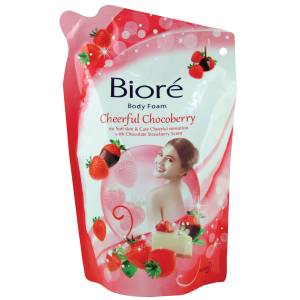 Bioré
Body Foam
Cheerful Chocoberry
for Soft skin & Care Cheerful sensation
with Chocolate Strawberry Scent